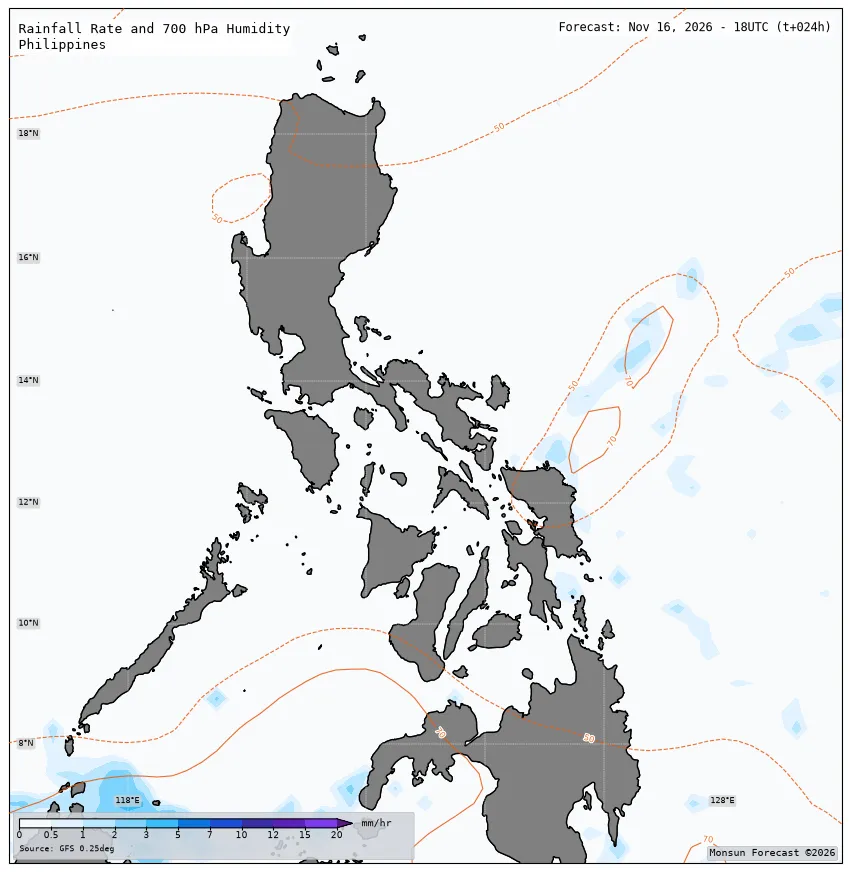 Rainfall Rate and 700 hPa Humidity
Philippines
Forecast: Nov 16, 2026 - 18UTC (t+024h)
50
18°N
50
50
16°N
50
14°N
50
70
70
12°N
10°N
70
50
8°N
118°E
128°E
0 0.5 1 2 3 5 7 10 12 15 20 mm/hr
Source: GFS 0.25deg
70
Monsun Forecast ©2026